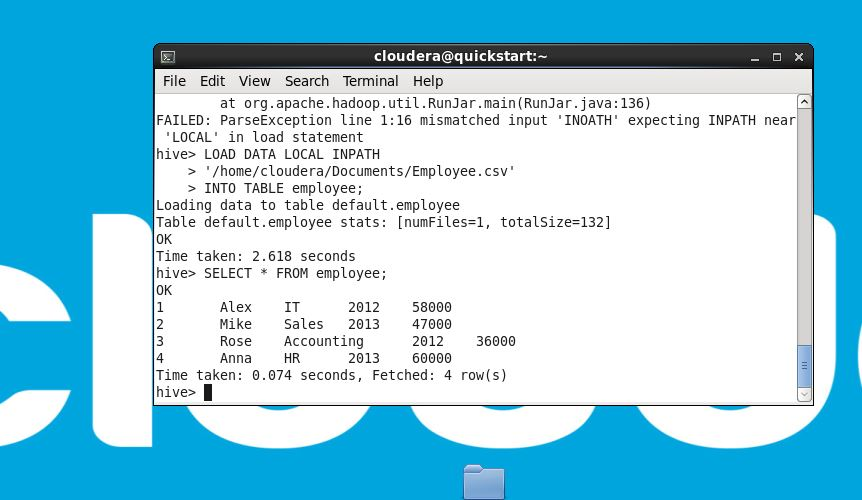 cloudera@quickstart:~
File Edit View Search Terminal Help
at org.apache.hadoop.util.RunJar.main(RunJar.java:136)
FAILED: ParseException line 1:16 mismatched input 'INOATH' expecting INPATH near
'LOCAL' in load statement
hive> LOAD DATA LOCAL INPATH
> '/home/cloudera/Documents/Employee.csv'
> INTO TABLE employee;
Loading data to table default.employee
Table default.employee stats: [numFiles=1, totalSize=132]
OK
Time taken: 2.618 seconds
hive> SELECT * FROM employee;
OK
1 Alex IT 2012 58000
2 Mike Sales 2013 47000
3 Rose Accounting 2012 36000
4 Anna HR 2013 60000
Time taken: 0.074 seconds, Fetched: 4 row(s)
hive>